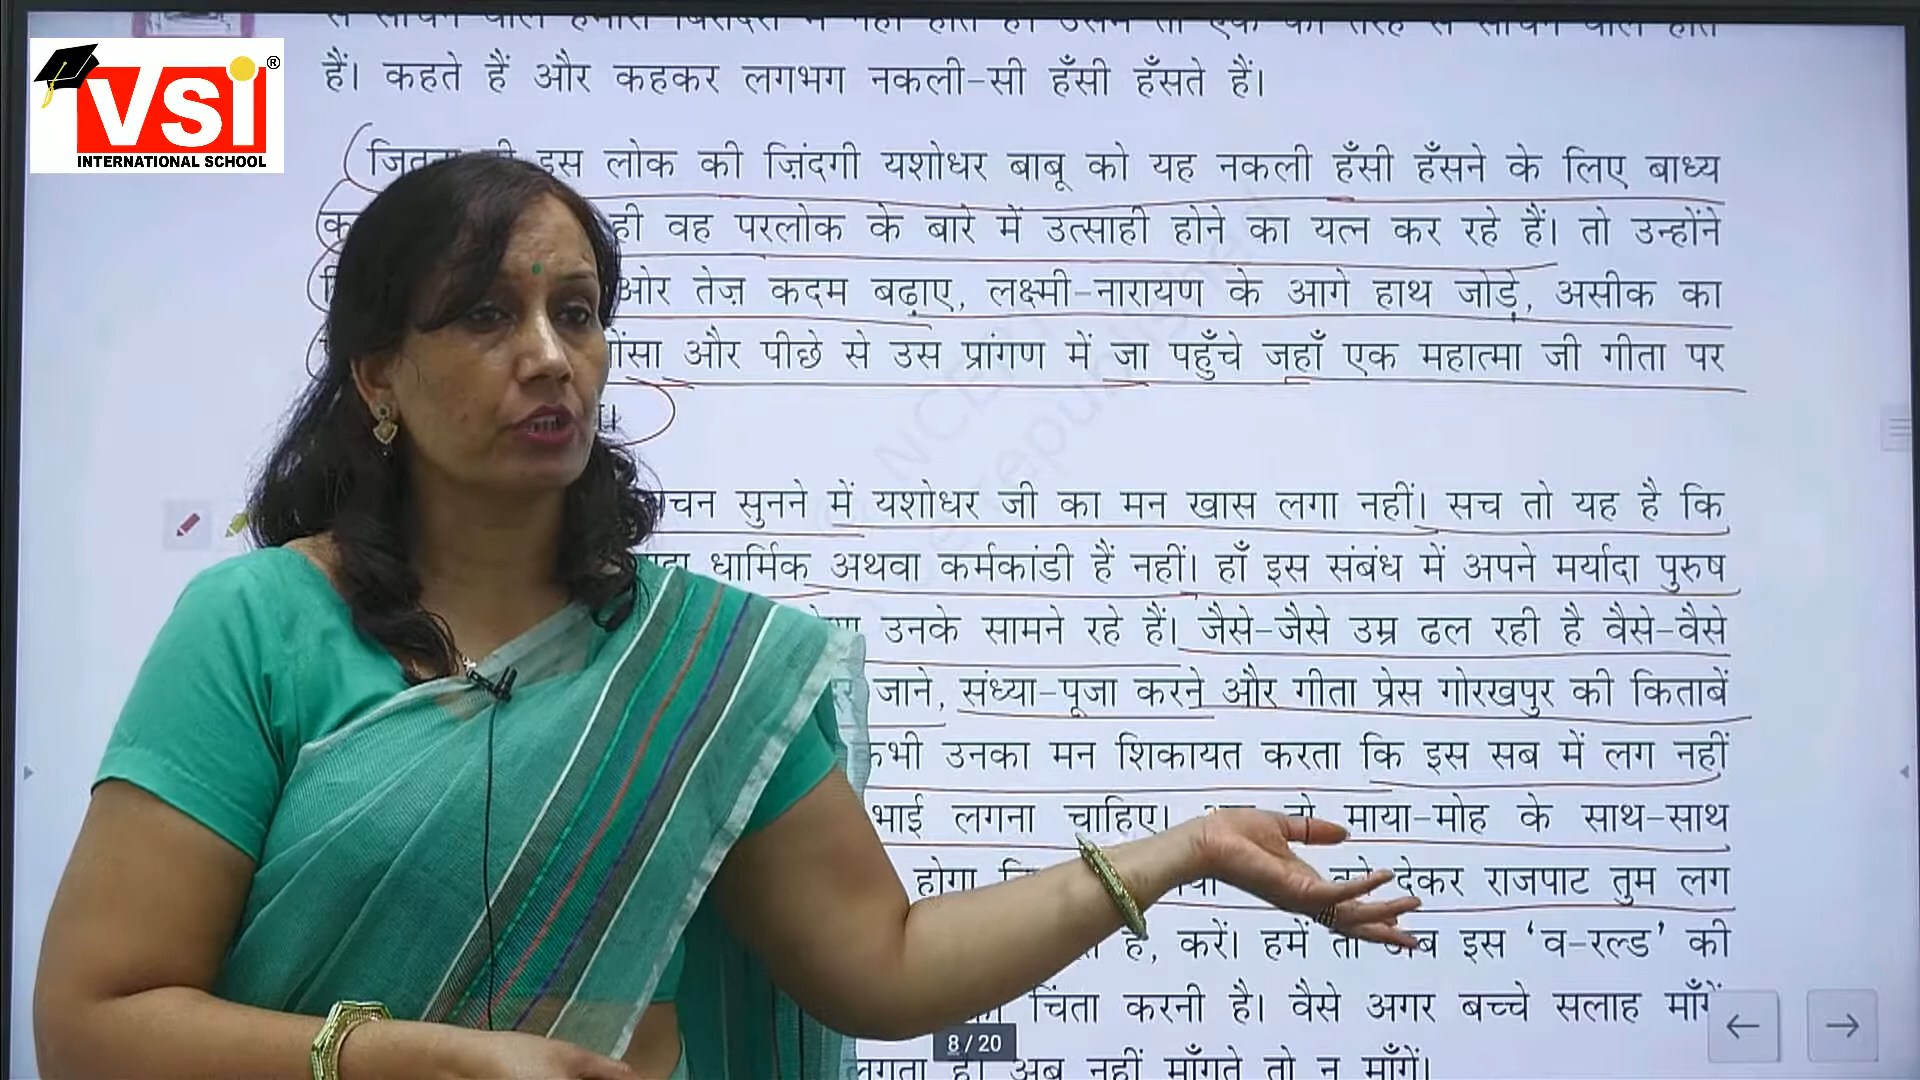 VSI
INTERNATIONAL SCHOOL
हैं। कहते हैं और कहकर लगभग नकली-सी हँसी हँसते हैं।
इस लोक की ज़िंदगी यशोधर बाबू को यह नकली हँसी हँसने के लिए बाध्य
ही वह परलोक के बारे में उत्साही होने का यत्न कर रहे हैं। तो उन्होंने
ओर तेज़ कदम बढ़ाए, लक्ष्मी-नारायण के आगे हाथ जोड़े, असीक का
और पीछे से उस प्रांगण में जा पहुँचे जहाँ एक महात्मा जी गीता पर
सुनने में यशोधर जी का मन खास लगा नहीं। सच तो यह है कि
धार्मिक अथवा कर्मकांडी हैं नहीं। हाँ इस संबंध में अपने मर्यादा पुरुष
उनके सामने रहे हैं। जैसे-जैसे उम्र ढल रही है वैसे-वैसे
जाने, संध्या-पूजा करने और गीता प्रेस गोरखपुर की किताबें
उनका मन शिकायत करता कि इस सब में लग नहीं
भाई लगना चाहिए। माया-मोह के साथ-साथ
होगा देकर राजपाट तुम लग
है, करें। हमें तो अब इस ‘व-रल्ड’ की
चिंता करनी है। वैसे अगर बच्चे सलाह माँगें
8 / 20
अब नहीं माँगते तो न माँगें।